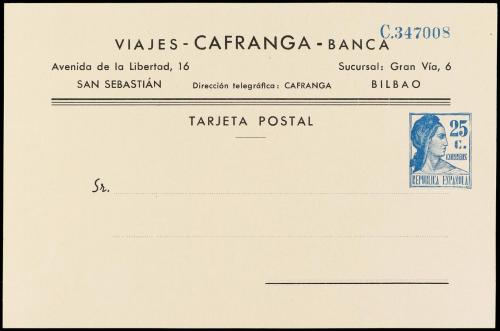 C.347008
VIAJES - CAFRANGA - BANCA
Avenida de la Libertad, 16 Sucursal: Gran Vía, 6
SAN SEBASTIÁN Dirección telegráfica: CAFRANGA BILBAO
TARJETA POSTAL
25
C.
CORREOS
REPUBLICA ESPAÑOLA
Sr.